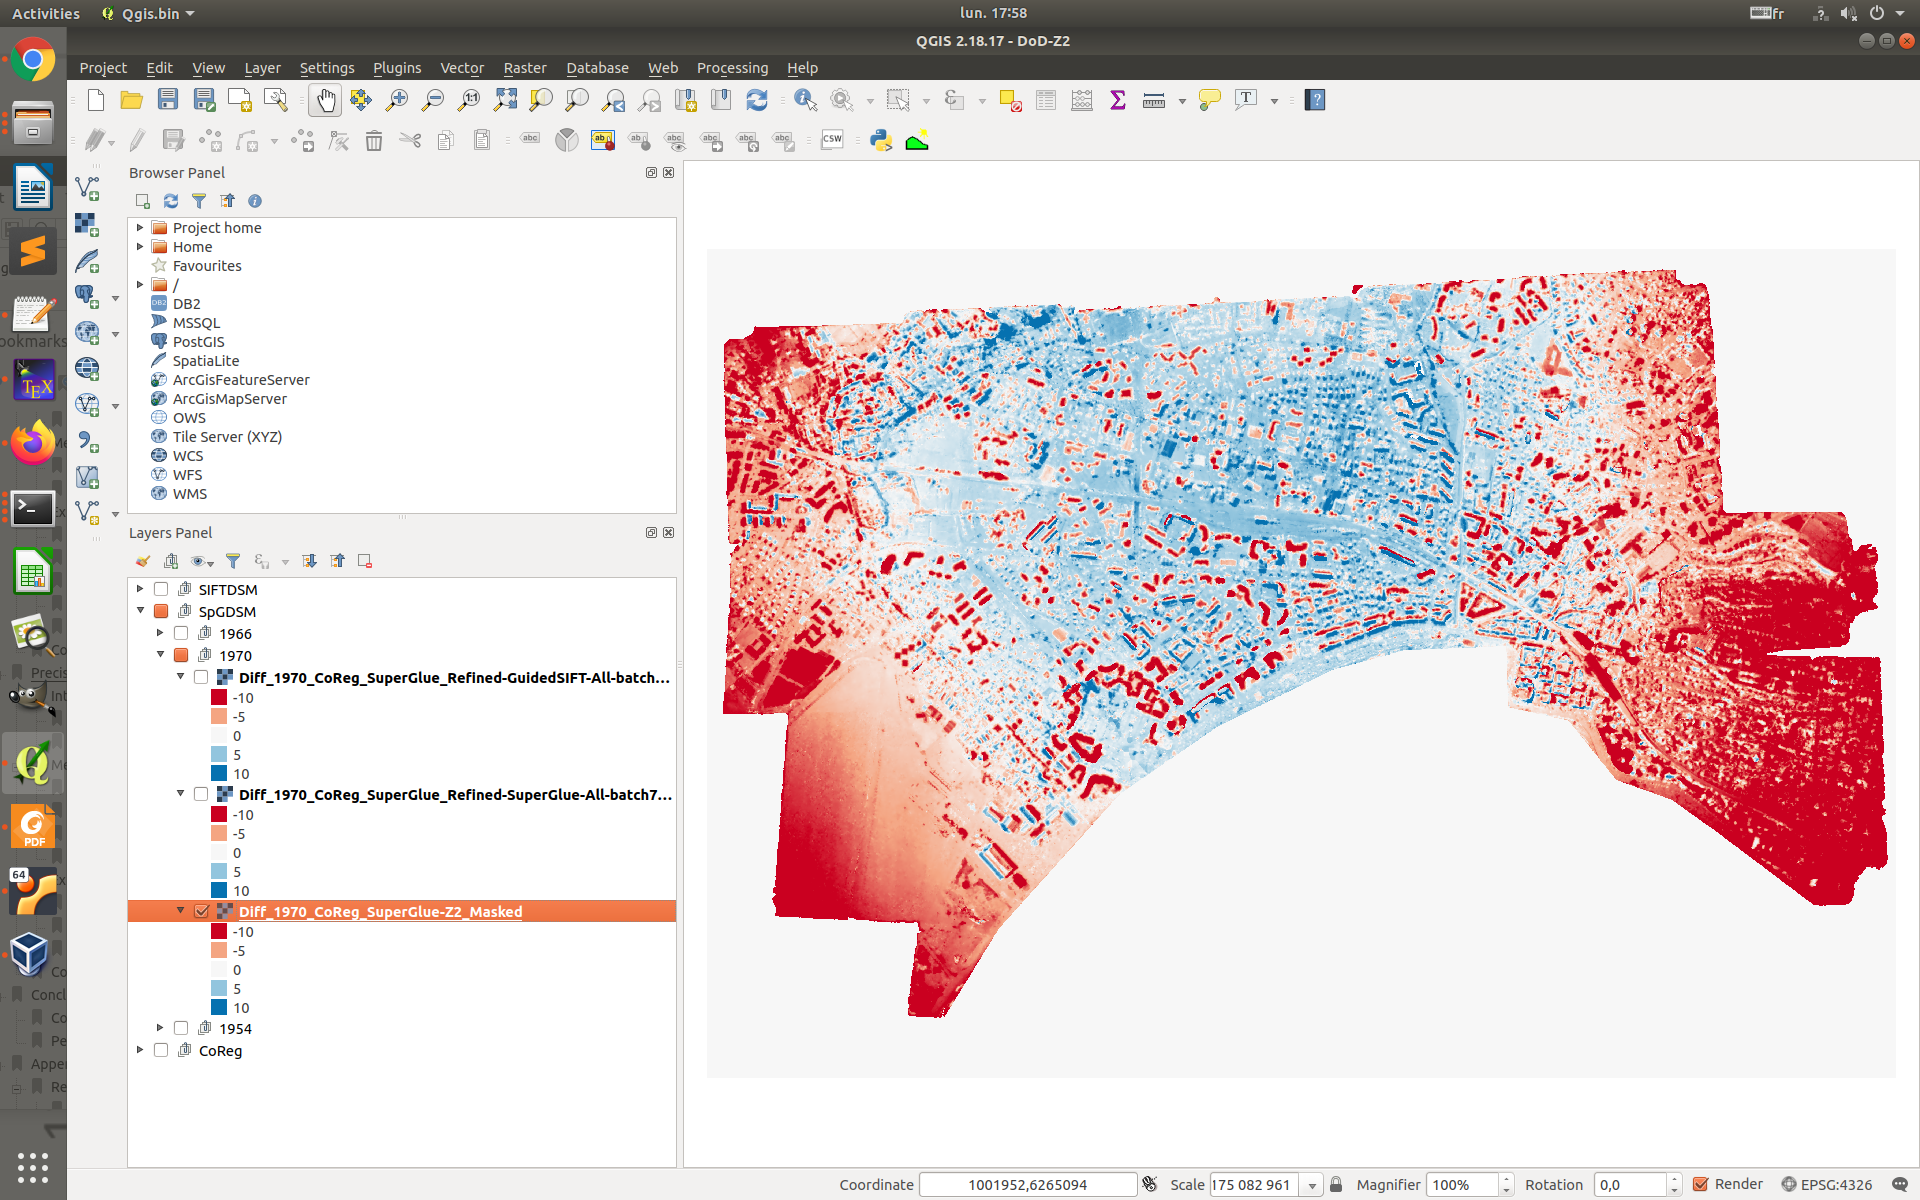 Activities
Qgis.bin
lun. 17:58
fr
QGIS 2.18.17 - DoD-Z2
Project Edit View Layer Settings Plugins Vector Raster Database Web Processing Help
Browser Panel
Project home
Home
Favourites
/
DB2
MSSQL
PostGIS
SpatiaLite
ArcGisFeatureServer
ArcGisMapServer
OWS
Tile Server (XYZ)
WCS
WFS
WMS
Layers Panel
SIFTDSM
SpGDSM
1966
1970
Diff_1970_CoReg_SuperGlue_Refined-GuidedSIFT-All-batch...
-10
-5
0
5
10
Diff_1970_CoReg_SuperGlue_Refined-SuperGlue-All-batch7...
-10
-5
0
5
10
Diff_1970_CoReg_SuperGlue-Z2_Masked
-10
-5
0
5
10
1954
CoReg
Coordinate 1001952,6265094 Scale 175 082 961 Magnifier 100% Rotation 0,0 Render EPSG:4326